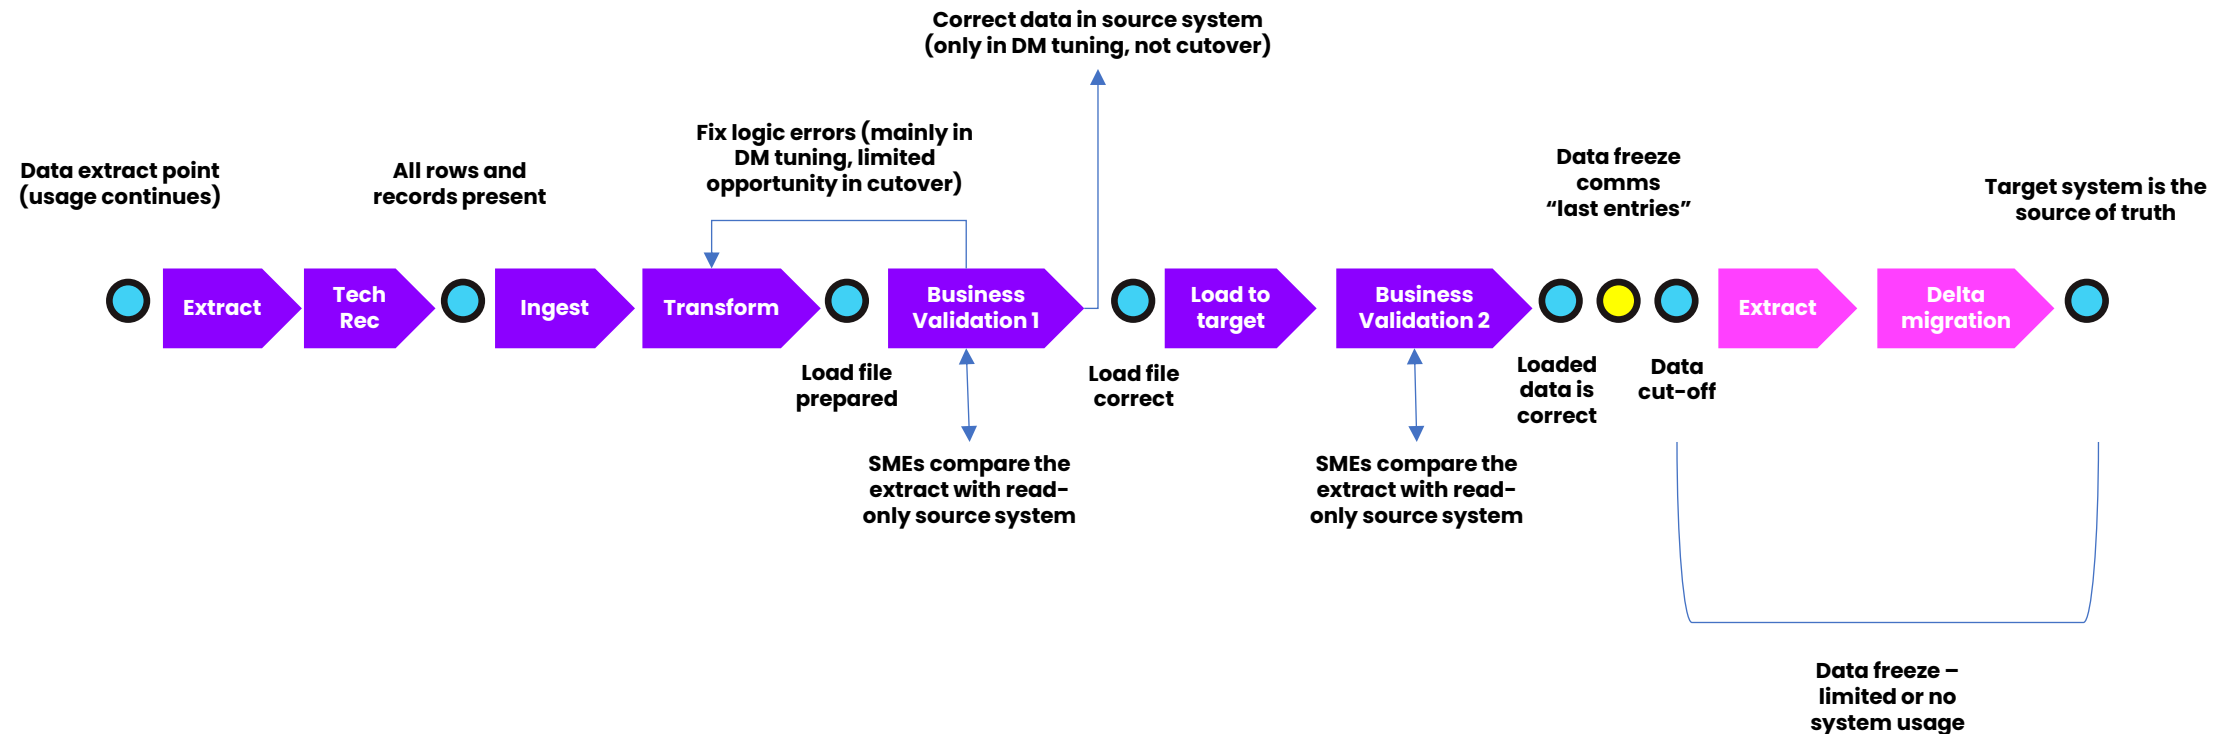 Correct data in source system
(only in DM tuning, not cutover)
Fix logic errors (mainly in
DM tuning, limited
opportunity in cutover)
Data extract point
(usage continues)
All rows and
records present
Data freeze
comms
“last entries”
Target system is the
source of truth
Extract
Tech
Rec
Ingest
Transform
Business
Validation 1
Load to
target
Business
Validation 2
Extract
Delta
migration
Load file
prepared
Load file
correct
Loaded
data is
correct
Data
cut-off
SMEs compare the
extract with read-
only source system
SMEs compare the
extract with read-
only source system
Data freeze –
limited or no
system usage